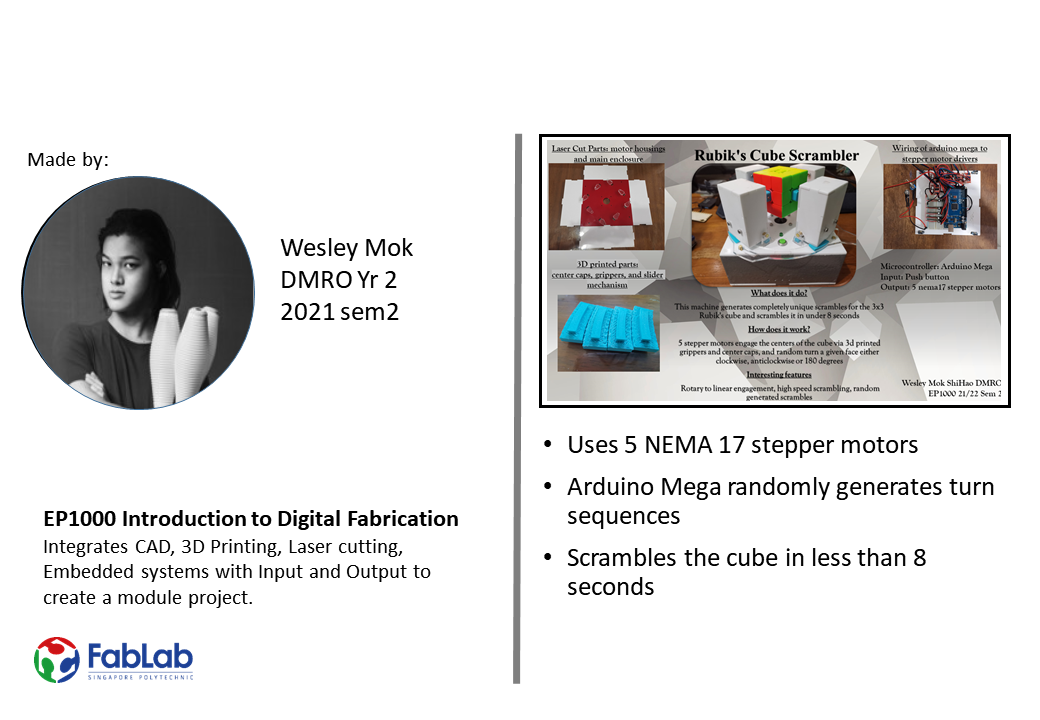 Made by:
Wesley Mok
DMRO Yr 2
2021 sem2
EP1000 Introduction to Digital Fabrication
Integrates CAD, 3D Printing, Laser cutting,
Embedded systems with Input and Output to
create a module project.
FabLab
SINGAPORE POLYTECHNIC
Laser Cut Parts: motor housings
and main enclosure
Rubik's Cube Scrambler
Wiring of arduino mega to
stepper motor drivers
3D printed parts:
center caps, grippers, and slider
mechanism
Microcontroller: Arduino Mega
Input: Push button
Output: 5 nema17 stepper motors
What does it do?
This machine generates completely unique scrambles for the 3x3
Rubik's cube and scrambles it in under 8 seconds
How does it work?
5 stepper motors engage the centers of the cube via 3d printed
grippers and center caps, and random turn a given face either
clockwise, anticlockwise or 180 degrees
Interesting features
Rotary to linear engagement, high speed scrambling, random
generated scrambles
Wesley Mok ShiHao DMRO
EP1000 21/22 Sem 2
• Uses 5 NEMA 17 stepper motors
• Arduino Mega randomly generates turn
sequences
• Scrambles the cube in less than 8
seconds